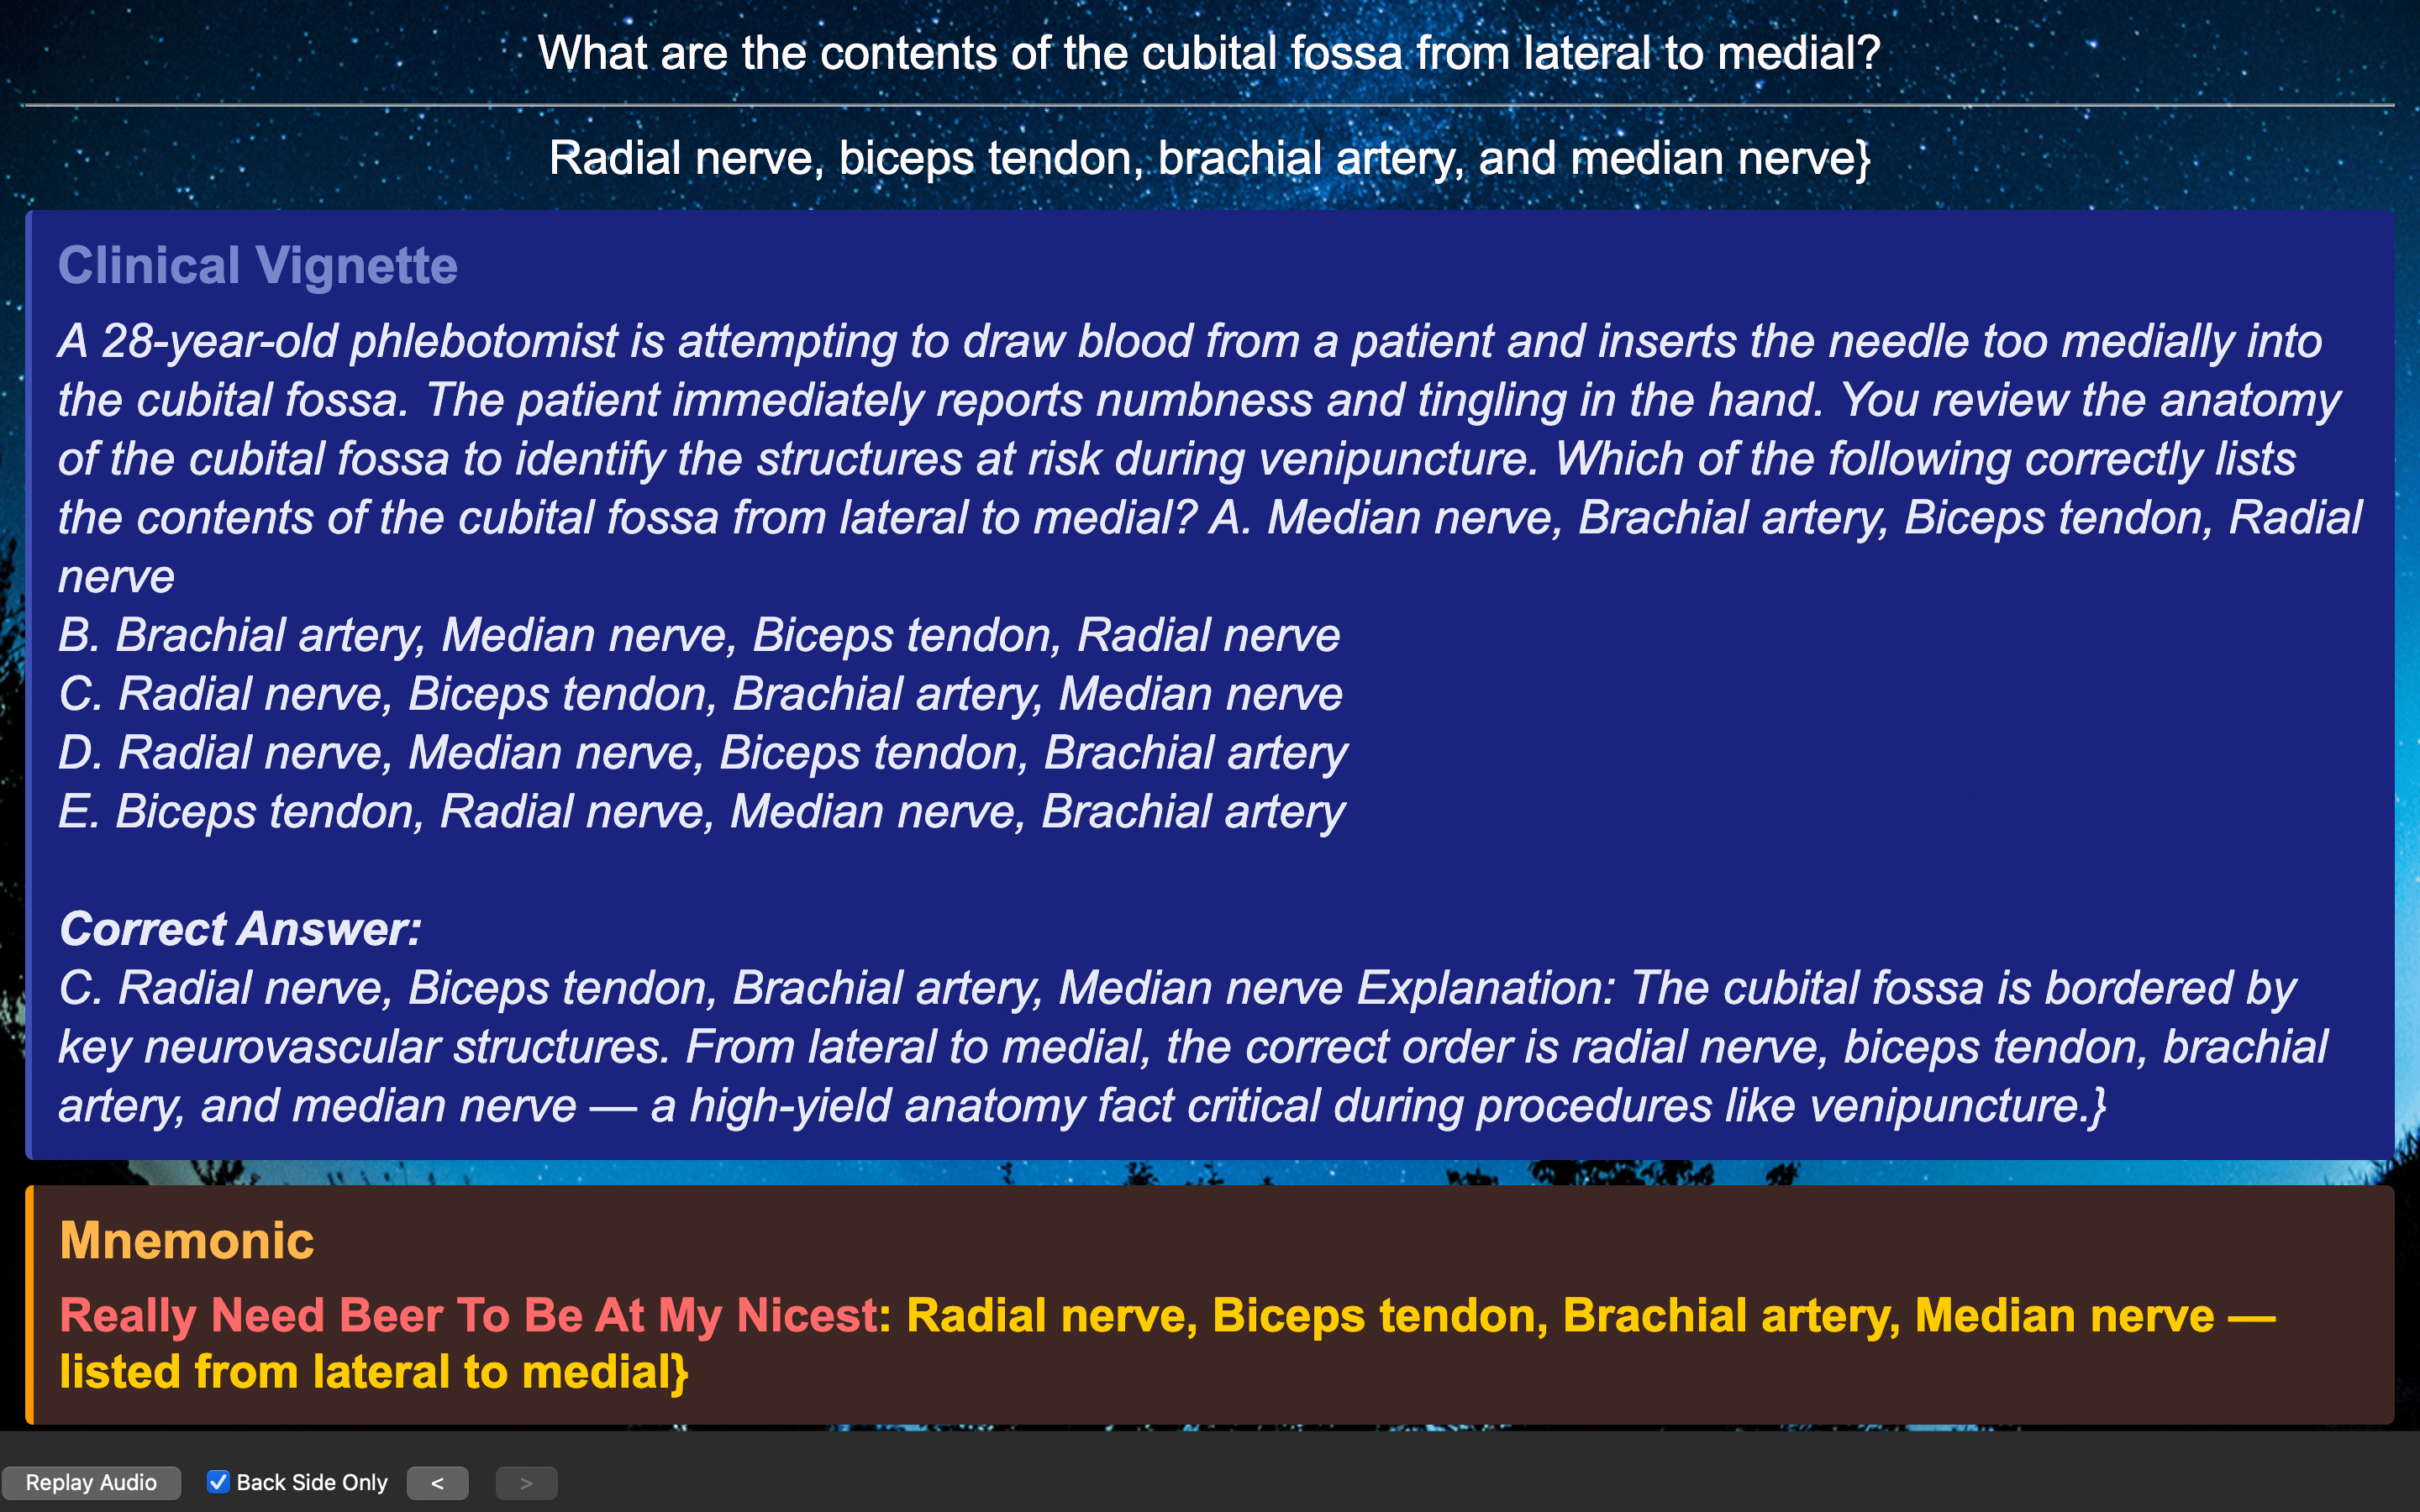 What are the contents of the cubital fossa from lateral to medial?
Radial nerve, biceps tendon, brachial artery, and median nerve}
Clinical Vignette
A 28-year-old phlebotomist is attempting to draw blood from a patient and inserts the needle too medially into
the cubital fossa. The patient immediately reports numbness and tingling in the hand. You review the anatomy
of the cubital fossa to identify the structures at risk during venipuncture. Which of the following correctly lists
the contents of the cubital fossa from lateral to medial? A. Median nerve, Brachial artery, Biceps tendon, Radial
nerve
B. Brachial artery, Median nerve, Biceps tendon, Radial nerve
C. Radial nerve, Biceps tendon, Brachial artery, Median nerve
D. Radial nerve, Median nerve, Biceps tendon, Brachial artery
E. Biceps tendon, Radial nerve, Median nerve, Brachial artery
Correct Answer:
C. Radial nerve, Biceps tendon, Brachial artery, Median nerve Explanation: The cubital fossa is bordered by
key neurovascular structures. From lateral to medial, the correct order is radial nerve, biceps tendon, brachial
artery, and median nerve — a high-yield anatomy fact critical during procedures like venipuncture.}
Mnemonic
Really Need Beer To Be At My Nicest: Radial nerve, Biceps tendon, Brachial artery, Median nerve —
listed from lateral to medial}
Replay Audio Back Side Only < >